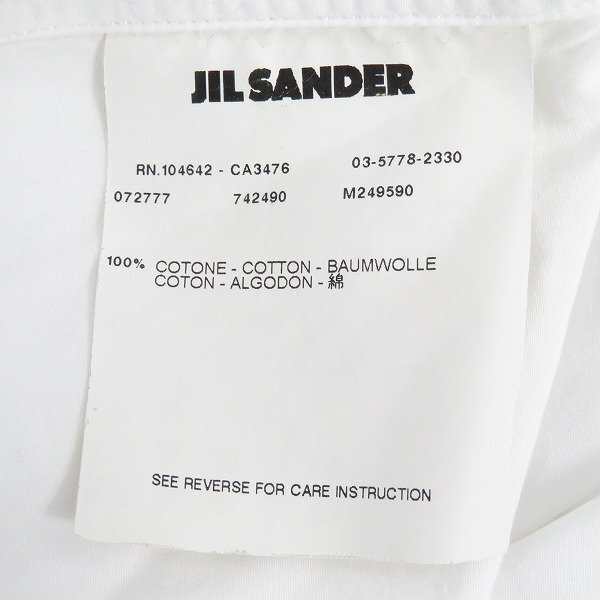 JIL SANDER
RN.104642 - CA3476 03-5778-2330
072777 742490 M249590
100% COTONE - COTTON - BAUMWOLLE
COTON - ALGODON - 綿
SEE REVERSE FOR CARE INSTRUCTION